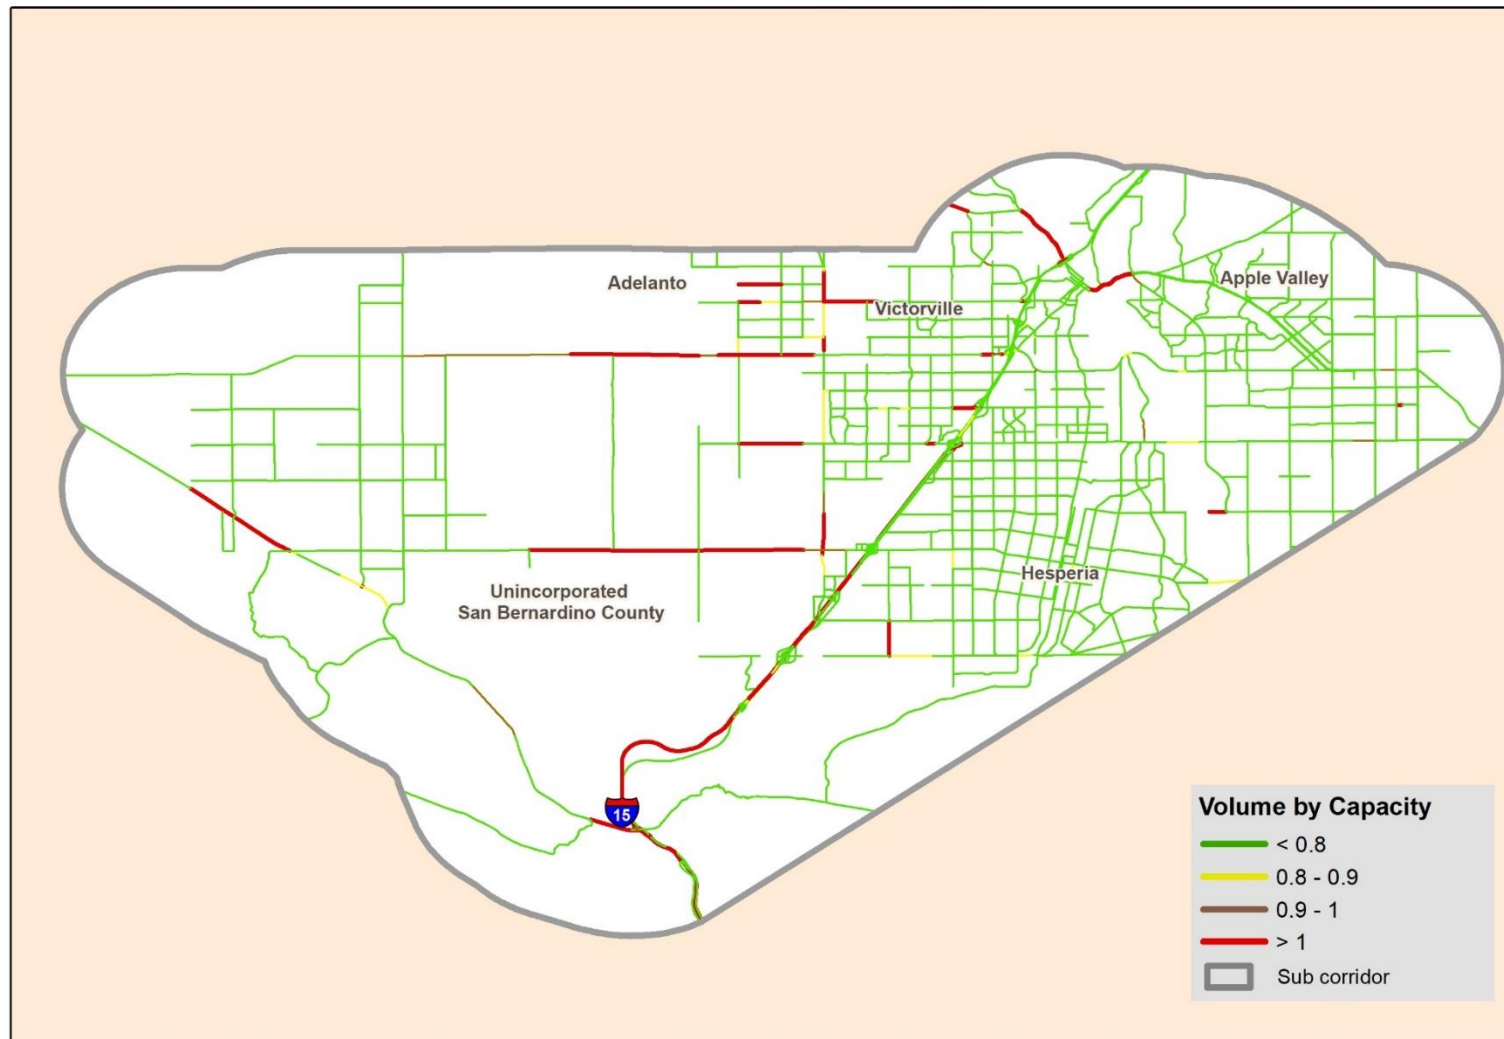 Adelanto
Victorville
Apple Valley
Hesperia
Unincorporated
San Bernardino County
15
Volume by Capacity
< 0.8
0.8 - 0.9
0.9 - 1
> 1
Sub corridor